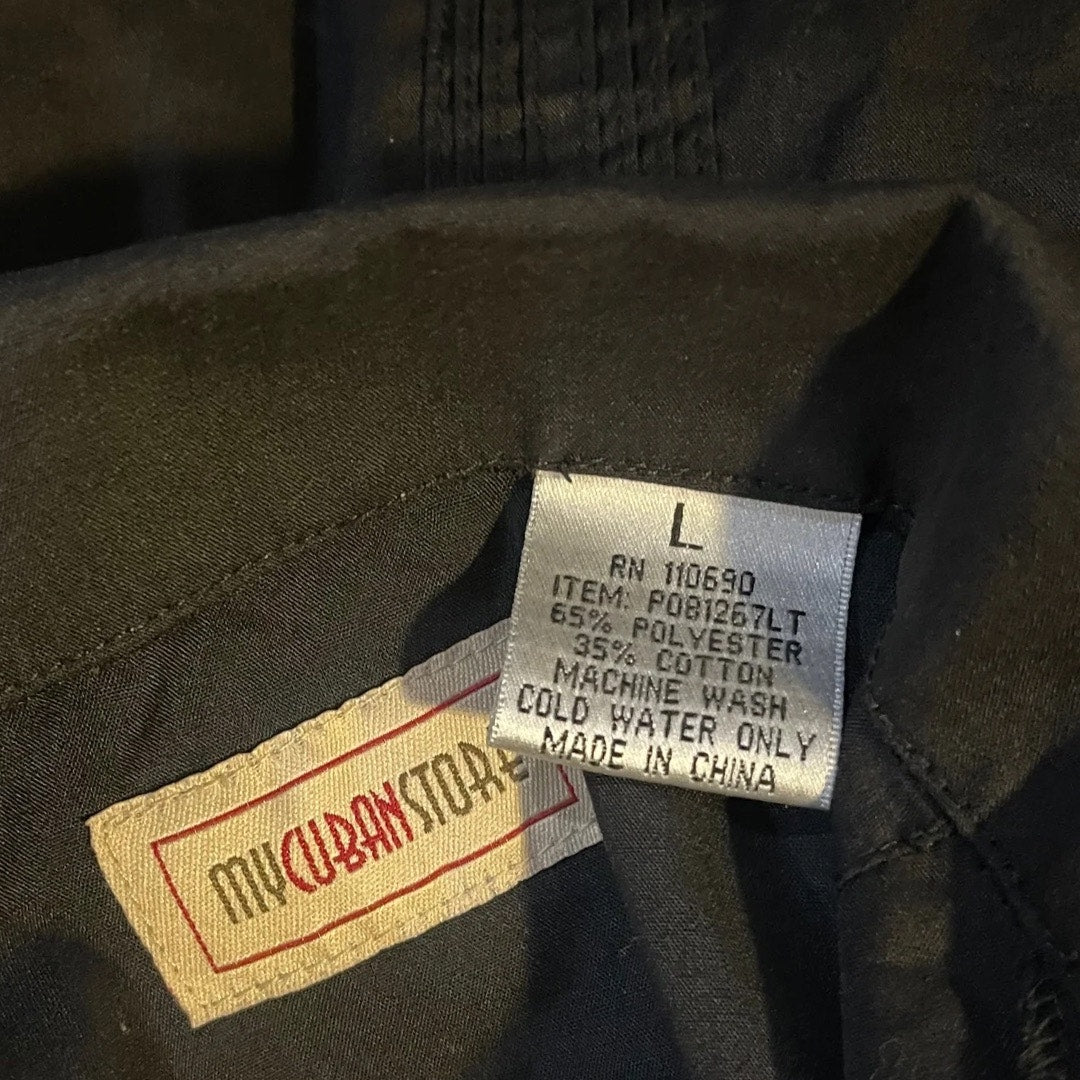 L
RN 110690
ITEM: P081267LT
65% POLYESTER
35% COTTON
MACHINE WASH
COLD WATER ONLY
MADE IN CHINA
MYCUBANSTORE